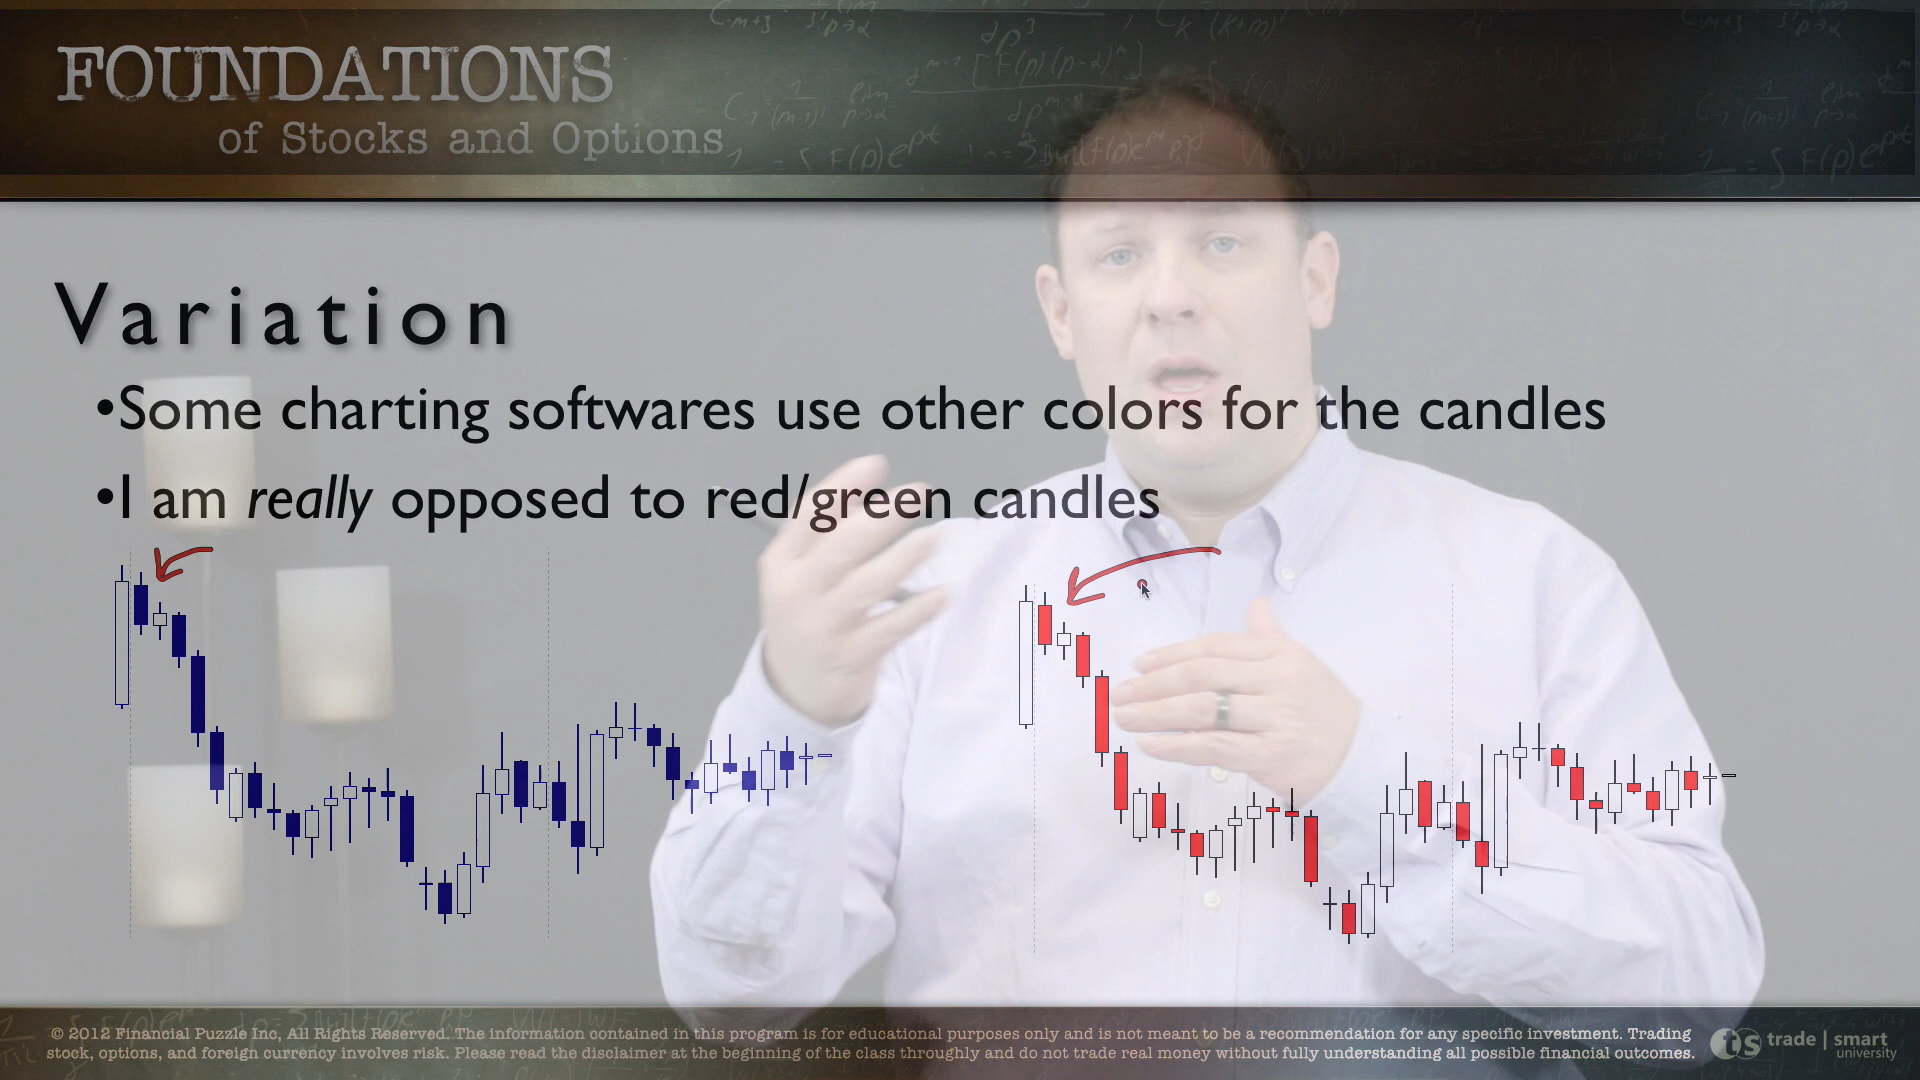 FOUNDATIONS
of Stocks and Options
Variation
•Some charting softwares use other colors for the candles
•I am really opposed to red/green candles
© 2012 Financial Puzzle Inc, All Rights Reserved. The information contained in this program is for educational purposes only and is not meant to be a recommendation for any specific investment. Trading
stock, options, and foreign currency involves risk. Please read the disclaimer at the beginning of the class throughly and do not trade real money without fully understanding all possible financial outcomes.
ts trade | smart
university